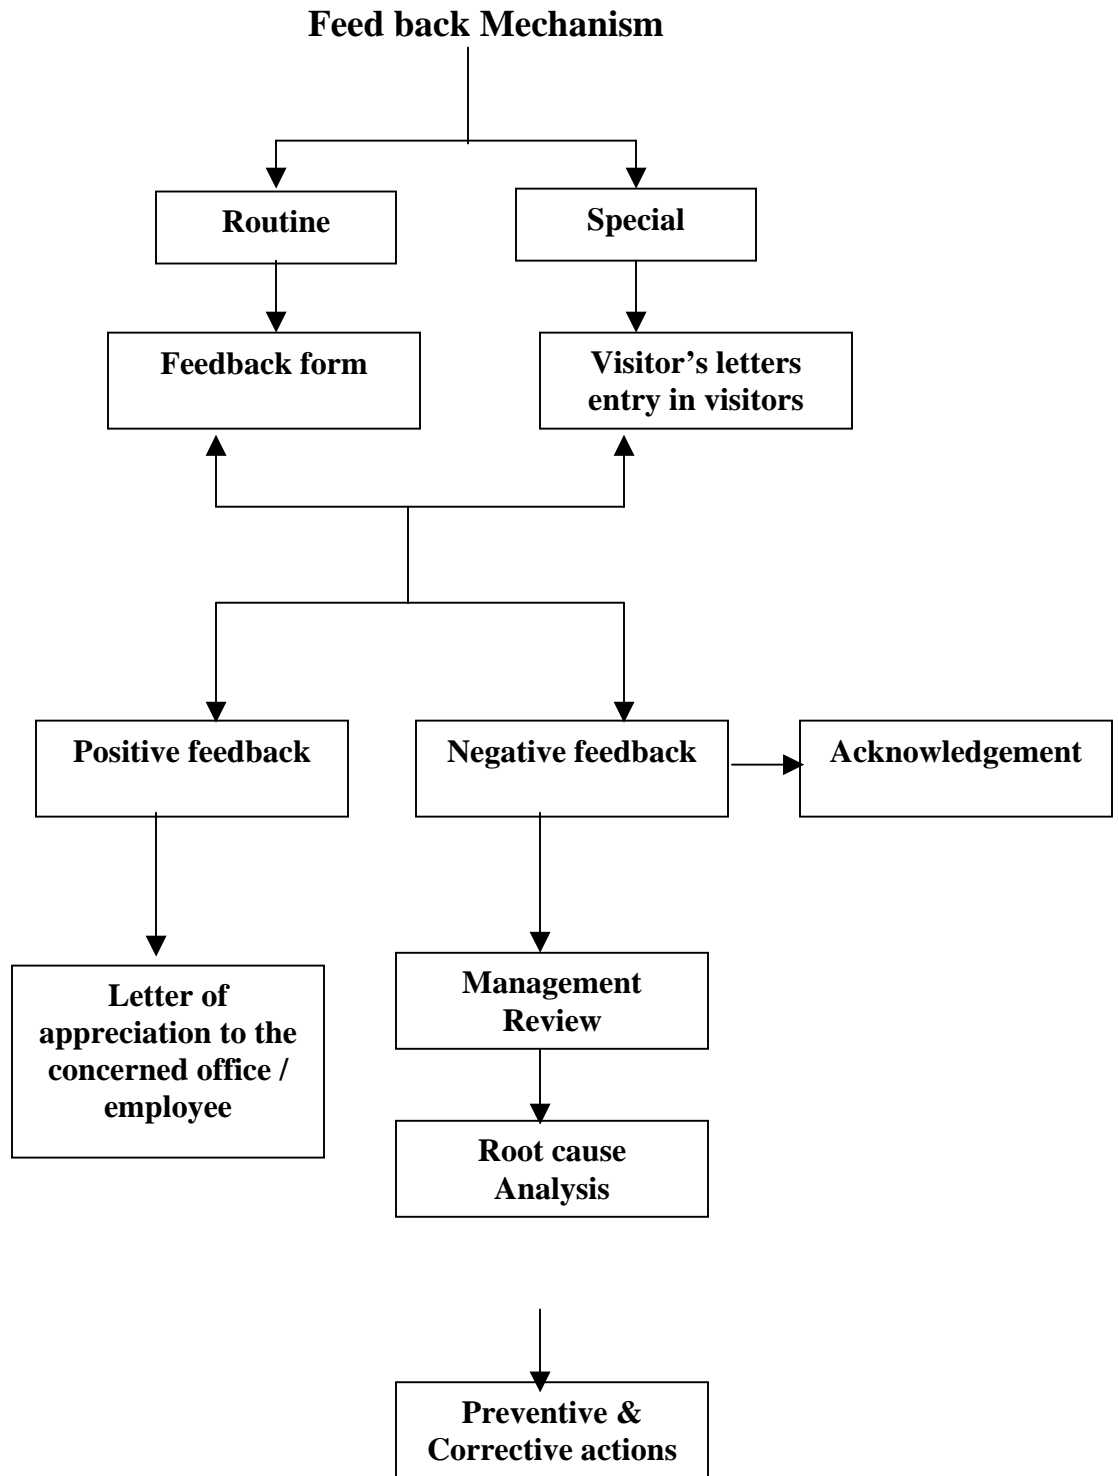 Feed back Mechanism
Routine
Special
Feedback form
Visitor’s letters
entry in visitors
Positive feedback
Negative feedback
Acknowledgement
Letter of
appreciation to the
concerned office /
employee
Management
Review
Root cause
Analysis
Preventive &
Corrective actions